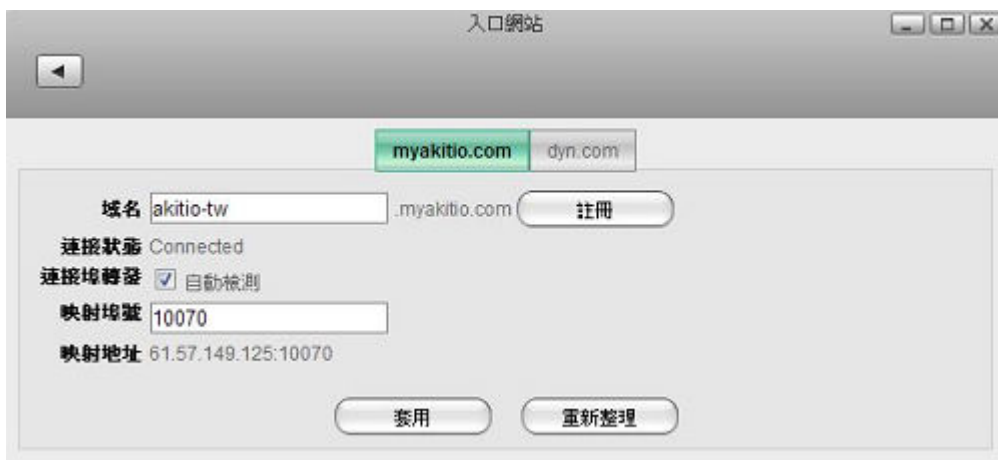 入口網站
myakitio.com dyn.com
域名 akitio-tw .myakitio.com 註冊
連接狀態 Connected
連接埠轉發 自動檢測
映射埠號 10070
映射地址 61.57.149.125:10070
套用 重新整理